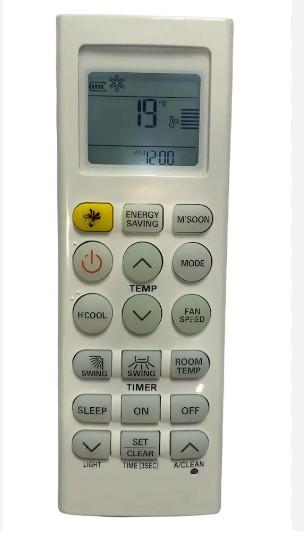 19 °c
AM 12:00
ENERGY SAVING
M'SOON
MODE
TEMP
H'COOL
FAN SPEED
SWING
SWING
ROOM TEMP
TIMER
SLEEP
ON
OFF
SET
CLEAR
LIGHT
TIME [3SEC]
A/CLEAN